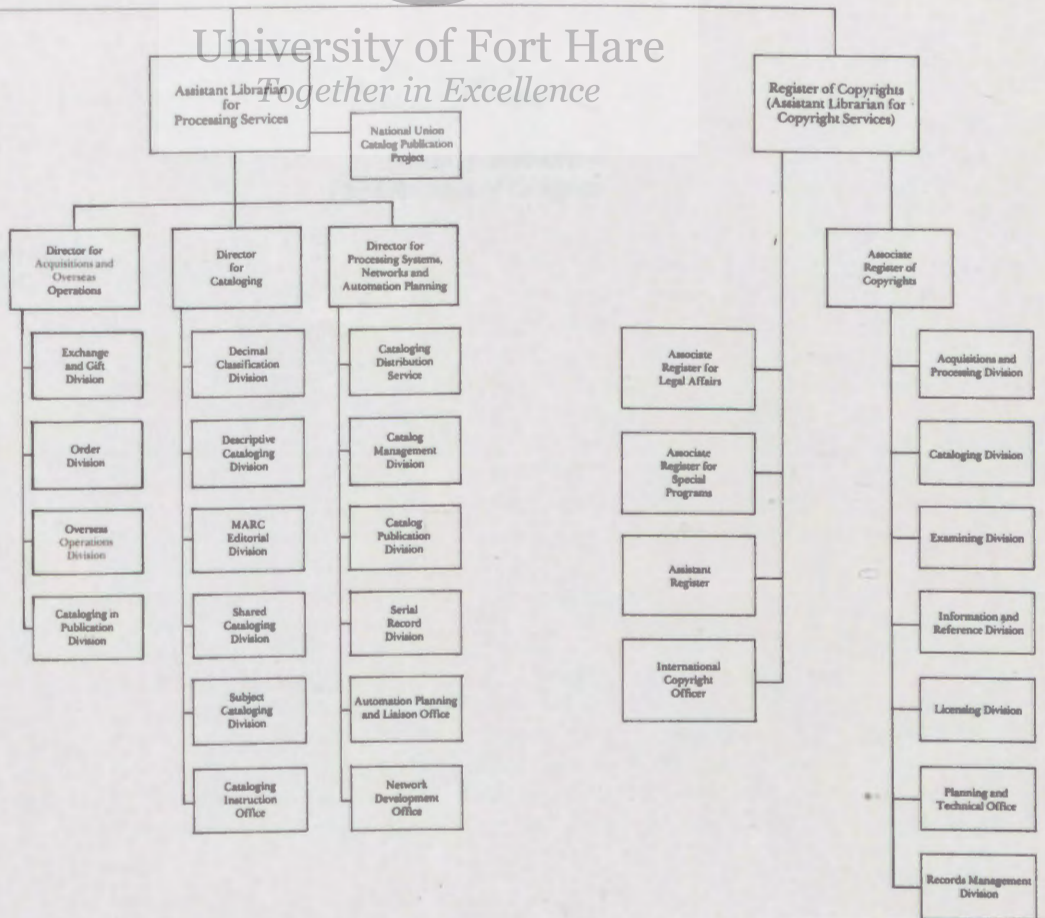 University of Fort Hare
Together in Excellence
Assistant Librarian
for
Processing Services
National Union
Catalog Publication
Project
Register of Copyrights
(Assistant Librarian for
Copyright Services)
Director for
Acquisitions and
Overseas
Operations
Exchange
and Gift
Division
Order
Division
Overseas
Operations
Division
Cataloging in
Publication
Division
Director
for
Cataloging
Decimal
Classification
Division
Descriptive
Cataloging
Division
MARC
Editorial
Division
Shared
Cataloging
Division
Subject
Cataloging
Division
Cataloging
Instruction
Office
Director for
Processing Systems,
Networks and
Automation Planning
Cataloging
Distribution
Service
Catalog
Management
Division
Catalog
Publication
Division
Serial
Record
Division
Automation Planning
and Liaison Office
Network
Development
Office
Associate
Register for
Legal Affairs
Associate
Register for
Special
Programs
Assistant
Register
International
Copyright
Officer
Associate
Register of
Copyrights
Acquisitions and
Processing Division
Cataloging Division
Examining Division
Information and
Reference Division
Licensing Division
Planning and
Technical Office
Records Management
Division